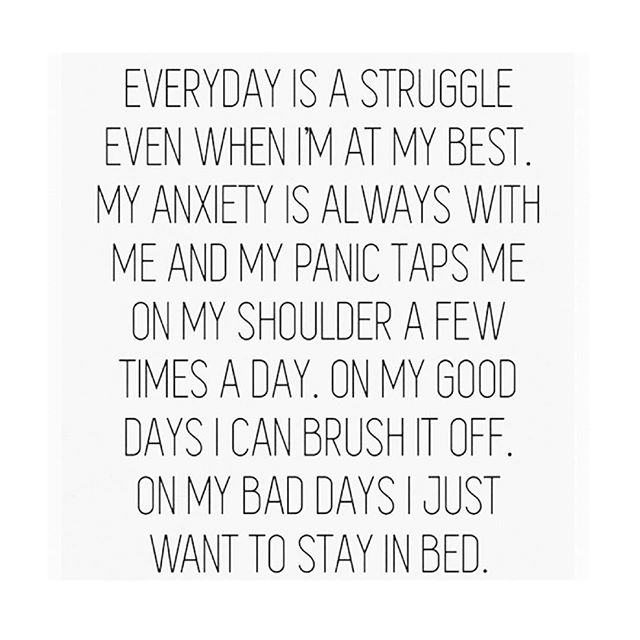 EVERYDAY IS A STRUGGLE
EVEN WHEN I'M AT MY BEST.
MY ANXIETY IS ALWAYS WITH
ME AND MY PANIC TAPS ME
ON MY SHOULDER A FEW
TIMES A DAY. ON MY GOOD
DAYS I CAN BRUSH IT OFF.
ON MY BAD DAYS I JUST
WANT TO STAY IN BED.